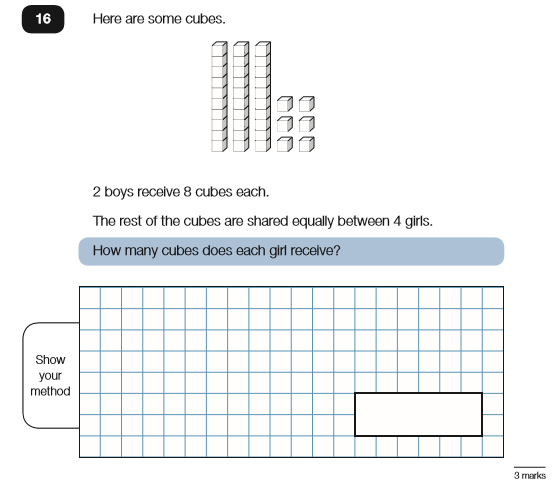 16
Here are some cubes.
2 boys receive 8 cubes each.
The rest of the cubes are shared equally between 4 girls.
How many cubes does each girl receive?
Show
your
method
3 marks